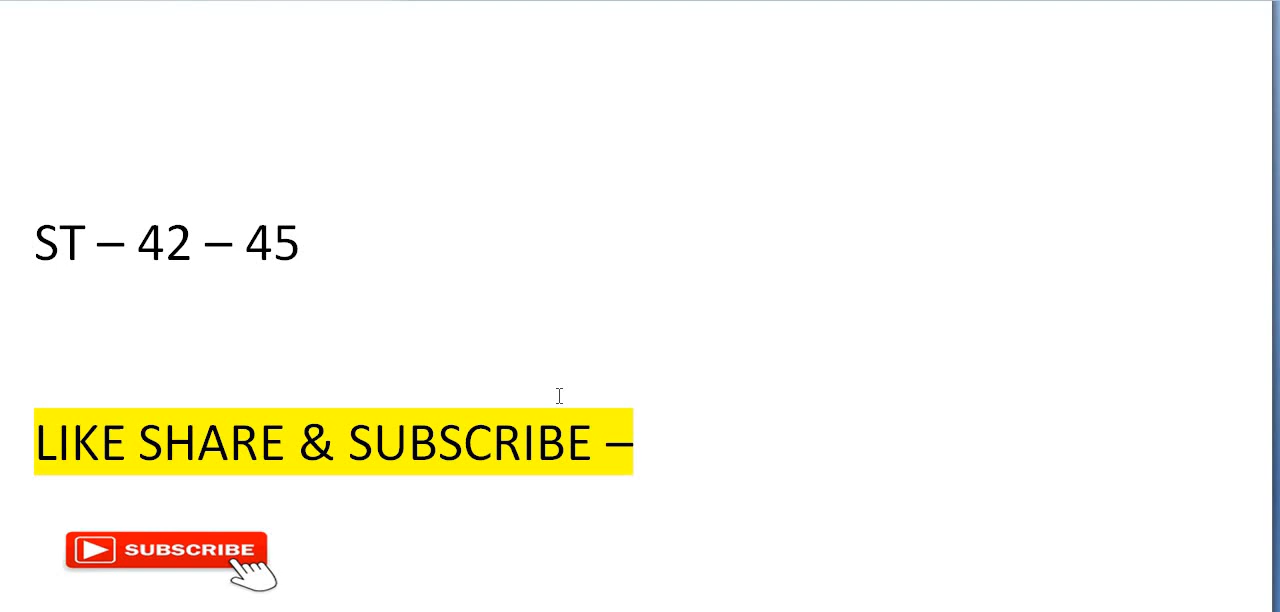 ST – 42 – 45
LIKE SHARE & SUBSCRIBE –
SUBSCRIBE